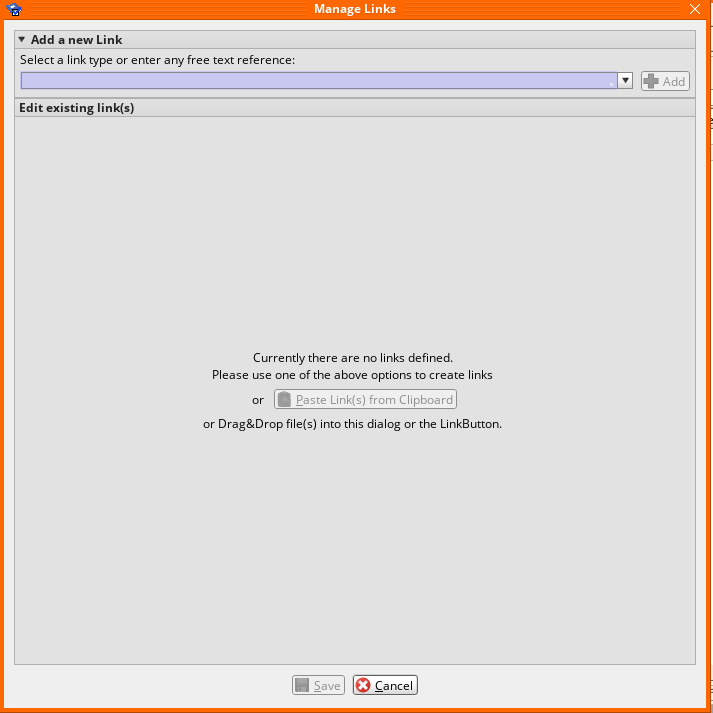 Manage Links
Add a new Link
Select a link type or enter any free text reference:
Add
Edit existing link(s)
Currently there are no links defined.
Please use one of the above options to create links
or Paste Link(s) from Clipboard
or Drag&Drop file(s) into this dialog or the LinkButton.
Save Cancel